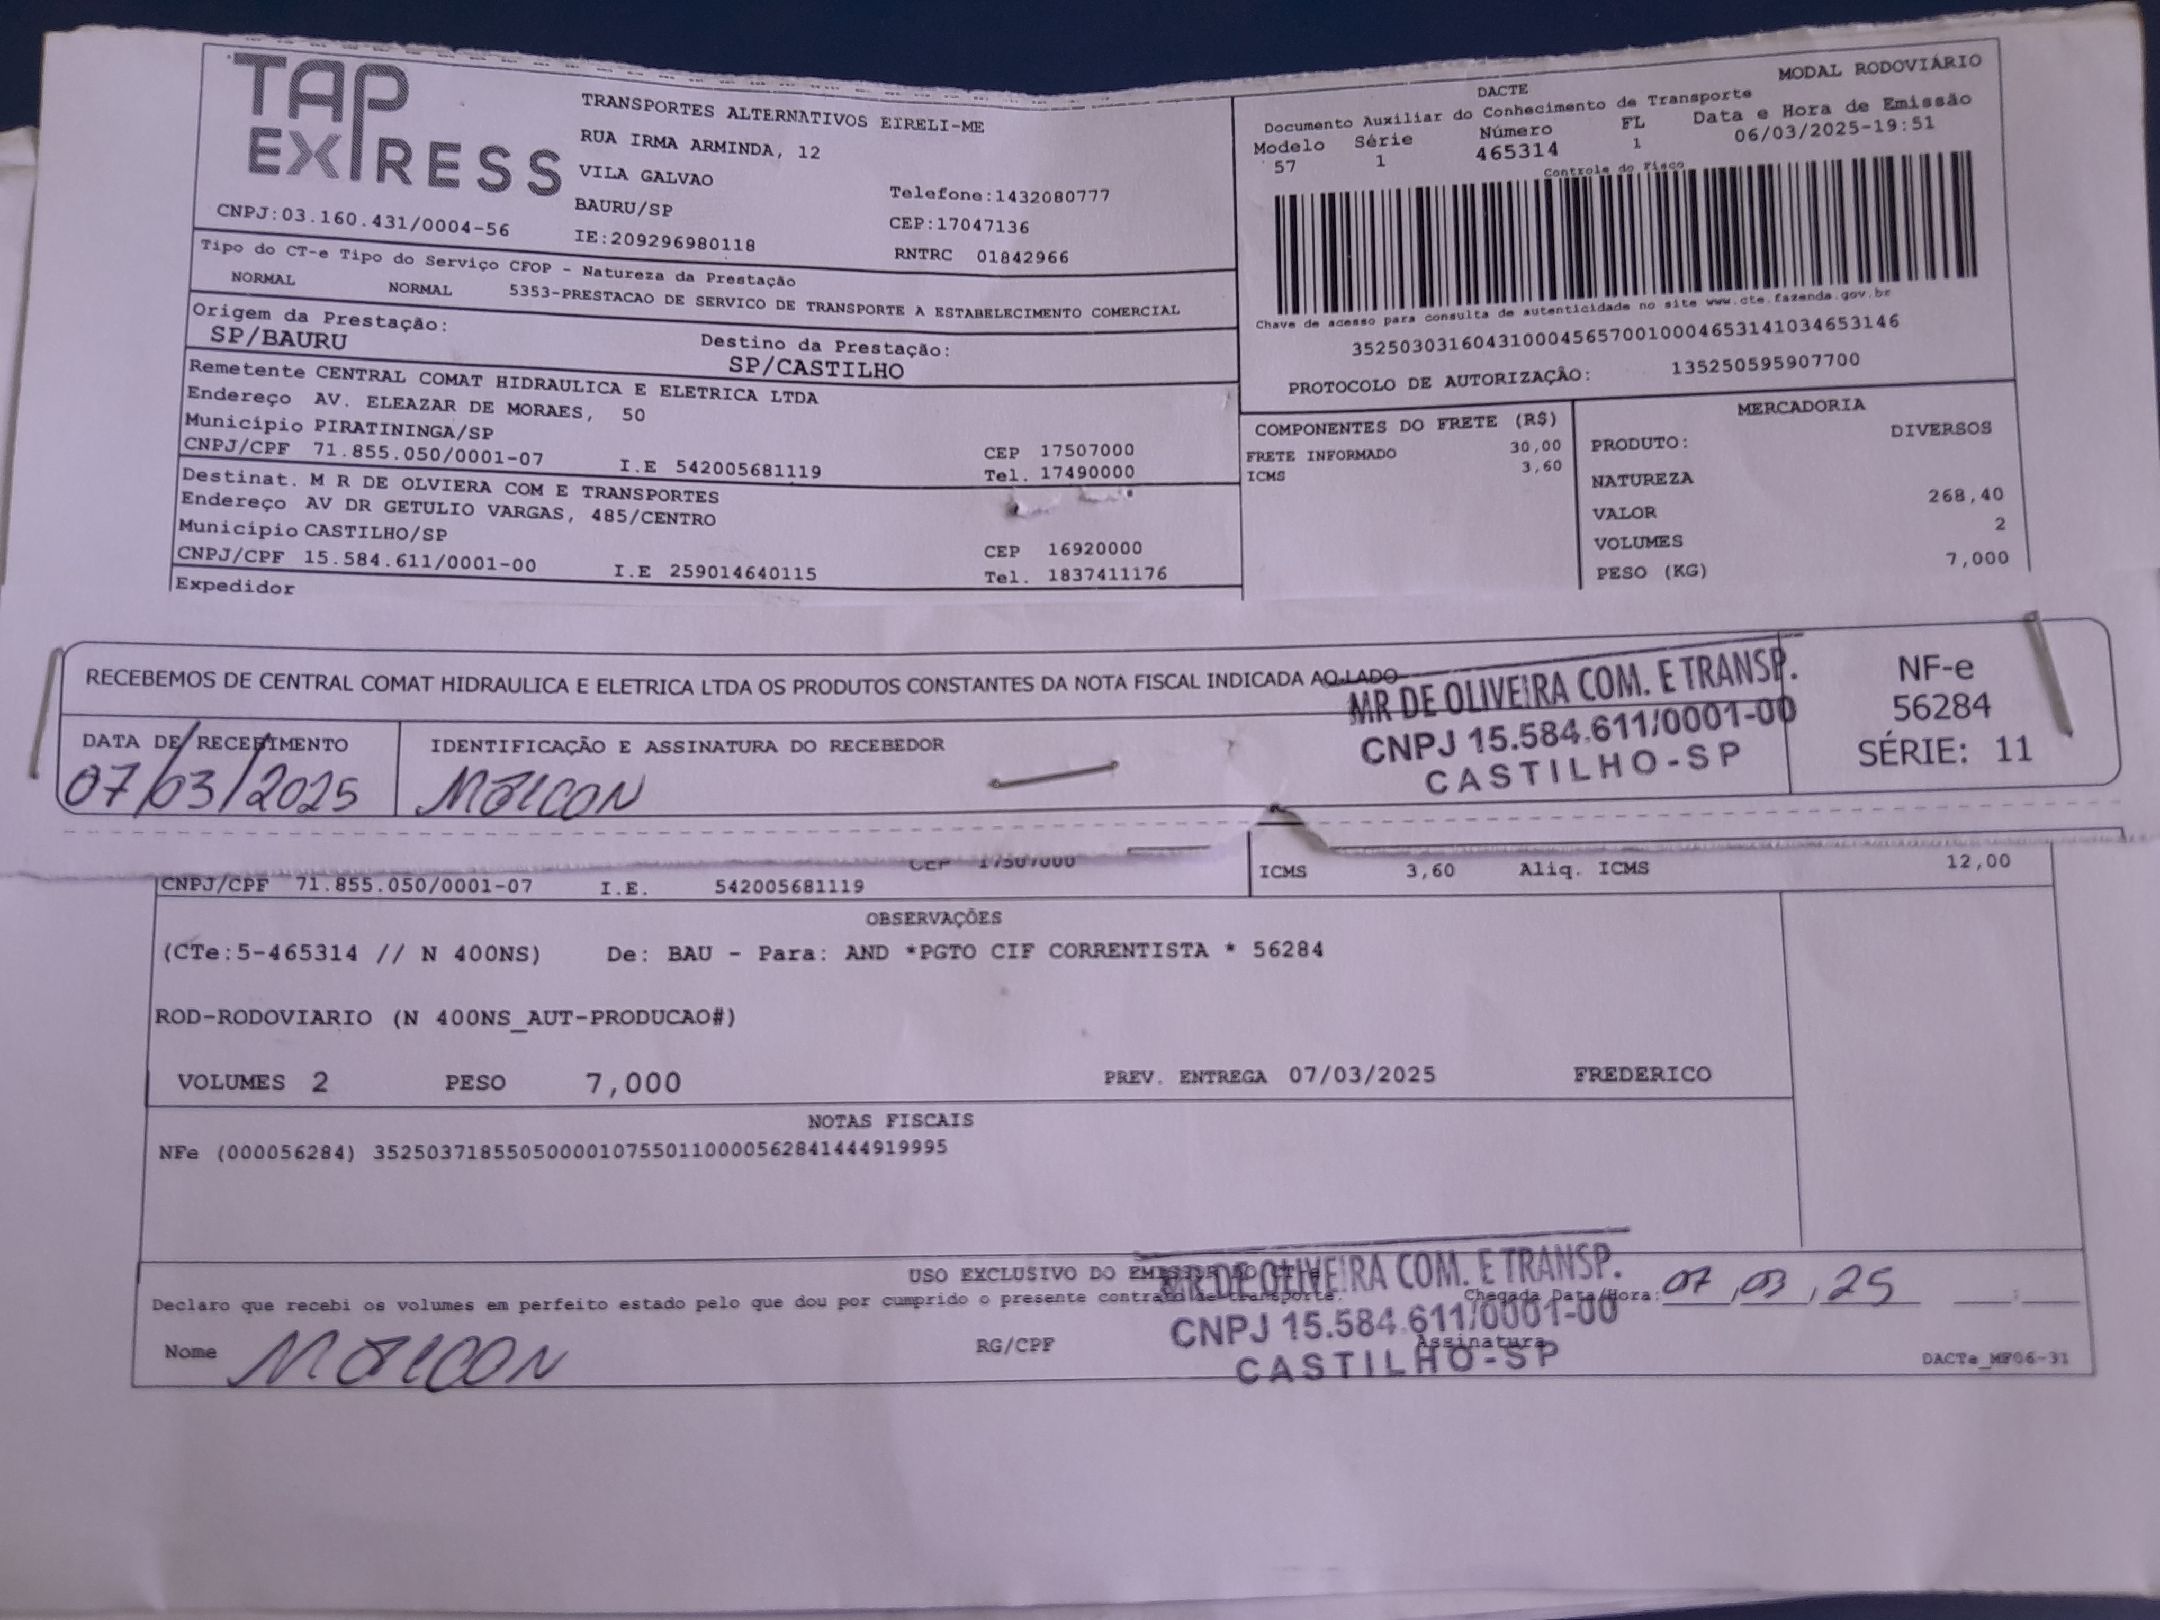 TAP EXPRESS
TRANSPORTES ALTERNATIVOS EIRELI-ME
RUA IRMA ARMINDA, 12
VILA GALVAO
BAURU/SP
Telefone:1432080777
CEP:17047136
CNPJ:03.160.431/0004-56
IE:209296980118
RNTRC 01842966
Tipo do CT-e Tipo do Serviço CFOP - Natureza da Prestação
NORMAL NORMAL 5353-PRESTACAO DE SERVICO DE TRANSPORTE A ESTABELECIMENTO COMERCIAL
Origem da Prestação:
SP/BAURU
Destino da Prestação:
SP/CASTILHO
Remetente CENTRAL COMAT HIDRAULICA E ELETRICA LTDA
Endereço AV. ELEAZAR DE MORAES, 50
Município PIRATININGA/SP
CEP 17507000
CNPJ/CPF 71.855.050/0001-07 I.E 542005681119 Tel. 17490000
Destinat. M R DE OLVIERA COM E TRANSPORTES
Endereço AV DR GETULIO VARGAS, 485/CENTRO
Município CASTILHO/SP
CEP 16920000
CNPJ/CPF 15.584.611/0001-00 I.E 259014640115 Tel. 1837411176
Expedidor
DACTE
MODAL RODOVIÁRIO
Documento Auxiliar do Conhecimento de Transporte
Modelo Série Número FL Data e Hora de Emissão
57 1 465314 1 06/03/2025-19:51
Controle do Fisco
Chave de acesso para consulta de autenticidade no site www.cte.fazenda.gov.br
35250303160431000456570010004653141034653146
PROTOCOLO DE AUTORIZAÇÃO: 135250595907700
COMPONENTES DO FRETE (R$)
FRETE INFORMADO 30,00
ICMS 3,60
MERCADORIA
PRODUTO: DIVERSOS
NATUREZA
VALOR 268,40
VOLUMES 2
PESO (KG) 7,000
RECEBEMOS DE CENTRAL COMAT HIDRAULICA E ELETRICA LTDA OS PRODUTOS CONSTANTES DA NOTA FISCAL INDICADA AO LADO
MR DE OLIVEIRA COM. E TRANSP.
CNPJ 15.584.611/0001-00
CASTILHO-SP
NF-e
56284
SÉRIE: 11
DATA DE RECEBIMENTO
07/03/2025
IDENTIFICAÇÃO E ASSINATURA DO RECEBEDOR
MAICON
CEP 17507000
CNPJ/CPF 71.855.050/0001-07 I.E. 542005681119
ICMS 3,60 Aliq. ICMS 12,00
OBSERVAÇÕES
(CTe:5-465314 // N 400NS) De: BAU - Para: AND *PGTO CIF CORRENTISTA * 56284
ROD-RODOVIARIO (N 400NS_AUT-PRODUCAO#)
VOLUMES 2 PESO 7,000 PREV. ENTREGA 07/03/2025 FREDERICO
NOTAS FISCAIS
NFe (000056284) 35250371855050000107550110000562841444919995
USO EXCLUSIVO DO EMISSOR DO CT-e
Declaro que recebi os volumes em perfeito estado pelo que dou por cumprido o presente contrato de transporte.
Chegada Data/Hora: 07 / 03 / 25
MR DE OLIVEIRA COM. E TRANSP.
CNPJ 15.584.611/0001-00
CASTILHO-SP
Nome MAICON
RG/CPF
Assinatura
DACTe_MF06-31